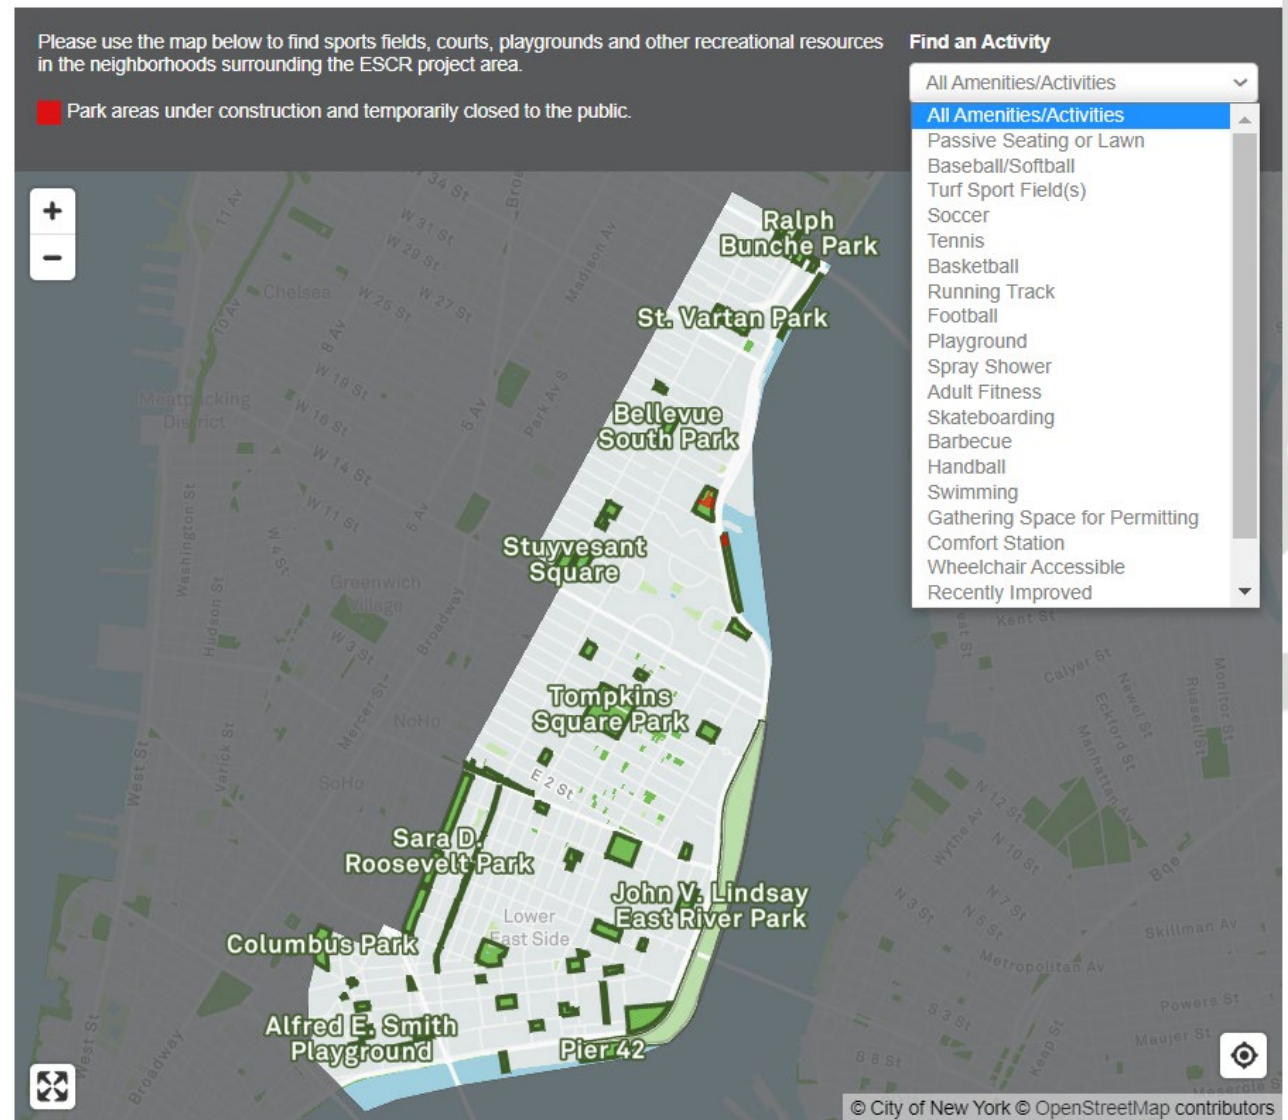 Please use the map below to find sports fields, courts, playgrounds and other recreational resources
in the neighborhoods surrounding the ESCR project area.
Park areas under construction and temporarily closed to the public.
Find an Activity
All Amenities/Activities
All Amenities/Activities
Passive Seating or Lawn
Baseball/Softball
Turf Sport Field(s)
Soccer
Tennis
Basketball
Running Track
Football
Playground
Spray Shower
Adult Fitness
Skateboarding
Barbecue
Handball
Swimming
Gathering Space for Permitting
Comfort Station
Wheelchair Accessible
Recently Improved
+
−
11 Av
W 34 St
W 31 St
W 29 St
Madison Av
Chelsea
W 25 St
W 27 St
10 Av
8 Av
W 19 St
W 16 St
Meatpacking
District
5 Av
Park Av S
W 14 St
W 11 St
5 Av
Washington St
W 4 St
Hudson St
Greenwich
Village
Broadway
W 3 St
Mercer St
NoHo
Varick St
West St
SoHo
Ralph
Bunche Park
St. Vartan Park
Bellevue
South Park
Stuyvesant
Square
Tompkins
Square Park
E 2 St
Sara D.
Roosevelt Park
John V. Lindsay
East River Park
Lower
East Side
Columbus Park
Alfred E. Smith
Playground
Pier 42
West St
Broadway
Kent St
Calyer St
Newel St
Eckford St
Manhattan Av
Monitor St
Russell St
N 12 St
Wythe Av
N 10 St
Bqe
N 3 St
N 5 St
N 7 St
Skillman Av
Metropolitan Av
Powers St
S 3 St
Keap St
Maujer St
S 8 St
© City of New York © OpenStreetMap contributors